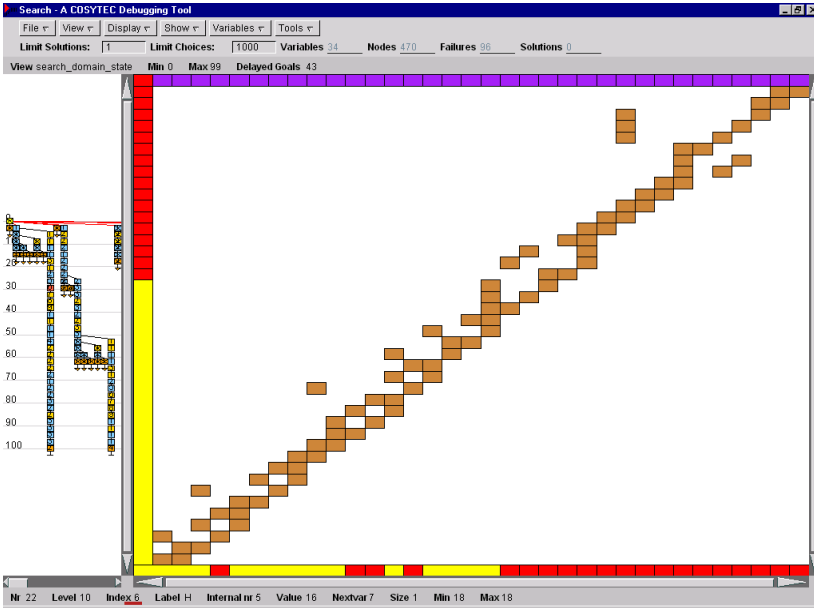 Search - A COSYTEC Debugging Tool
File View Display Show Variables Tools
Limit Solutions: 1 Limit Choices: 1000 Variables 34 Nodes 470 Failures 96 Solutions 0
View search_domain_state Min 0 Max 99 Delayed Goals 43
20
30
40
50
60
70
80
90
100
Nr 22 Level 10 Index 6 Label H Internal nr 5 Value 16 Nextvar 7 Size 1 Min 18 Max 18